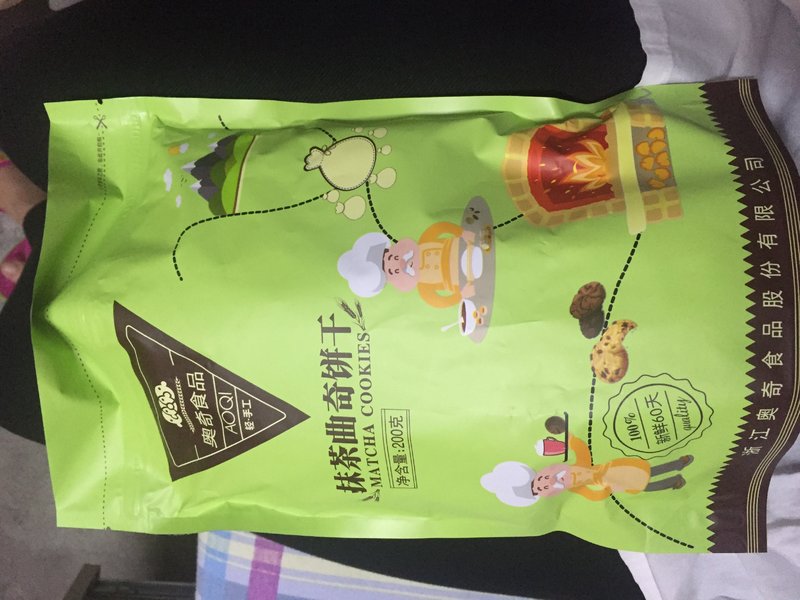 奥奇食品
AOQI
轻·手工
抹茶曲奇饼干
MATCHA COOKIES
净含量:200克
100%
新鲜60天
quality
浙江奥奇食品股份有限公司